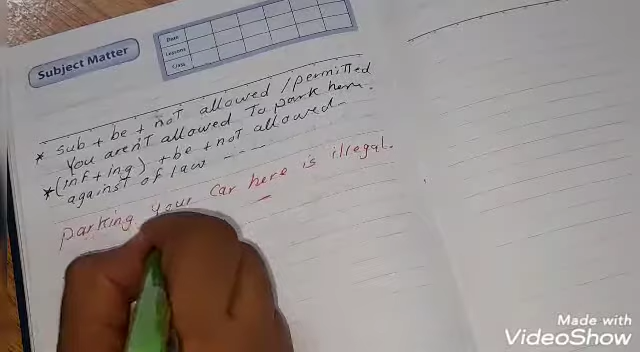 Subject Matter
Date
Lessons
Class
* sub + be + not allowed / permitted
You aren't allowed To park here.
* (inf + ing) + be + not allowed
against of law ----
parking your car here is illegal.
Made with
VideoShow